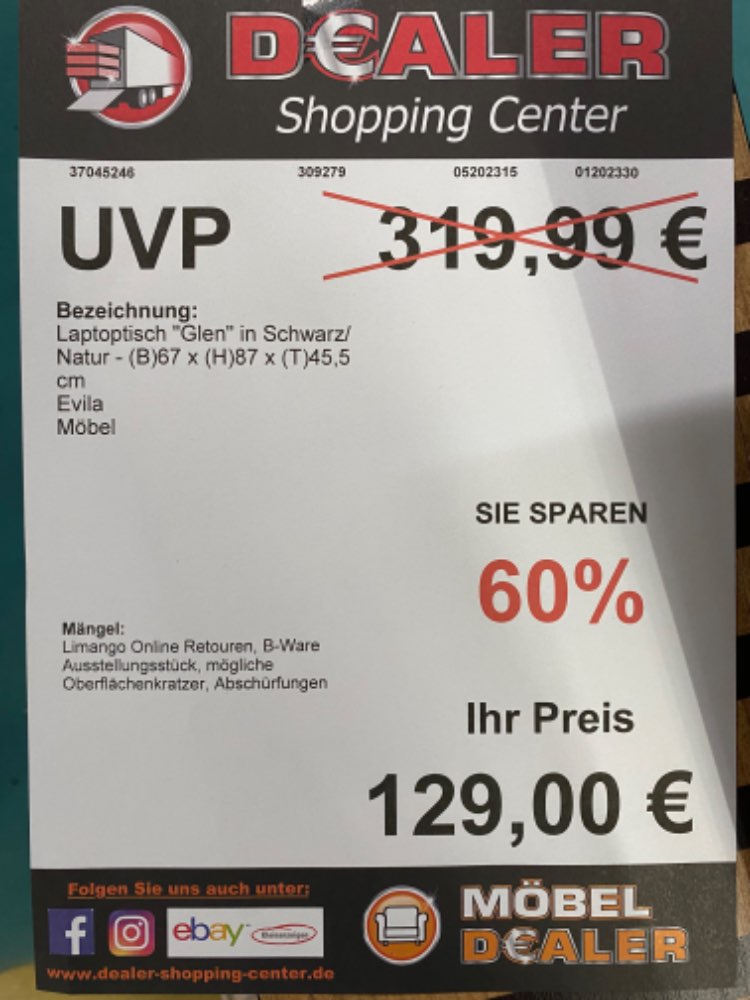 D€ALER
Shopping Center
37045246 309279 05202315 01202330
UVP 319,99 €
Bezeichnung:
Laptoptisch "Glen" in Schwarz/
Natur - (B)67 x (H)87 x (T)45,5
cm
Evila
Möbel
SIE SPAREN
60%
Mängel:
Limango Online Retouren, B-Ware
Ausstellungsstück, mögliche
Oberflächenkratzer, Abschürfungen
Ihr Preis
129,00 €
Folgen Sie uns auch unter:
f ebay
MÖBEL
D€ALER
www.dealer-shopping-center.de